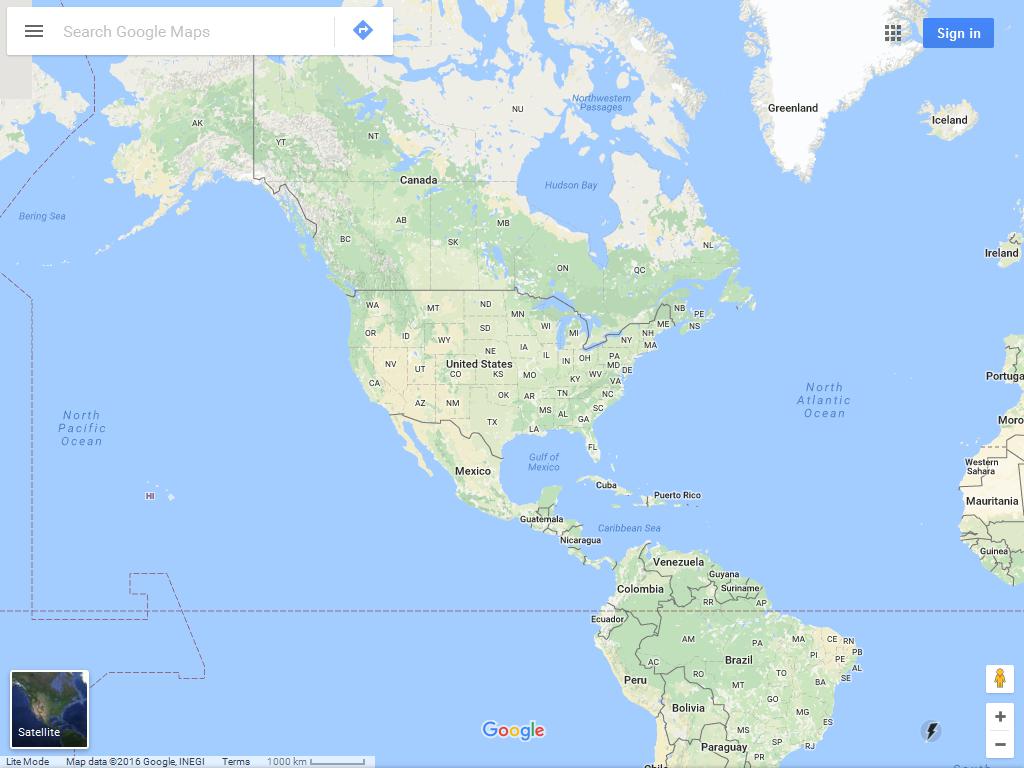 Search Google Maps
Sign in
Greenland
Iceland
Northwestern
Passages
NU
AK
YT
NT
Canada
Hudson Bay
Bering Sea
AB
MB
BC
SK
NL
ON
QC
Ireland
WA
MT
ND
MN
NB
PE
ME
NS
OR
ID
SD
WI
MI
NH
NY
MA
WY
NE
IA
IL
IN
OH
PA
MD
DE
NV
UT
United States
CO
KS
MO
WV
KY
VA
CA
AZ
NM
OK
AR
TN
NC
MS
AL
SC
GA
TX
LA
FL
Portuga
North
Atlantic
Ocean
North
Pacific
Ocean
Moro
Gulf of
Mexico
Mexico
Western
Sahara
Cuba
Puerto Rico
HI
Mauritania
Guatemala
Caribbean Sea
Nicaragua
Guinea
Venezuela
Guyana
Suriname
Colombia
RR
AP
Ecuador
AM
PA
MA
CE
RN
PB
PE
PI
AL
SE
AC
Brazil
RO
TO
BA
Peru
MT
GO
MG
Bolivia
ES
MS
SP
RJ
Paraguay
PR
Chile
South
Satellite
Google
Lite Mode
Map data ©2016 Google, INEGI
Terms
1000 km